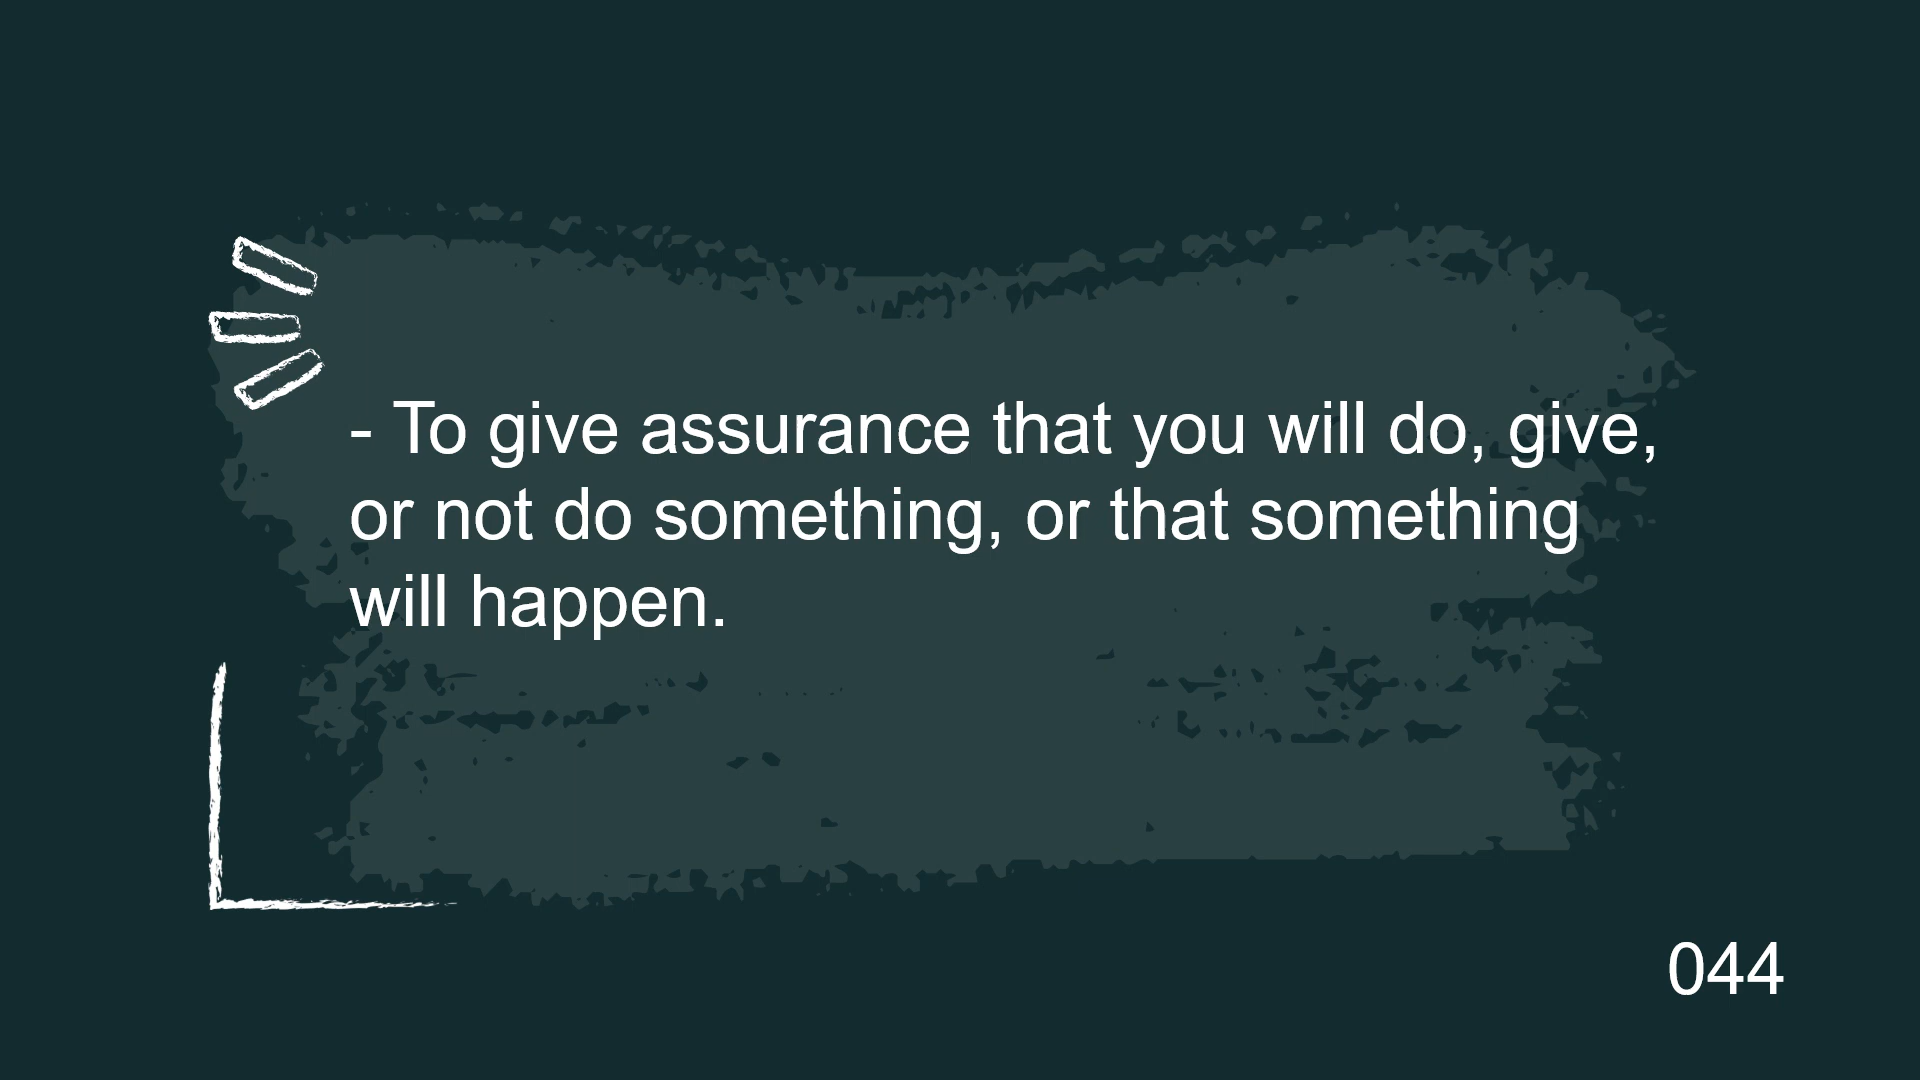 - To give assurance that you will do, give,
or not do something, or that something
will happen.
044